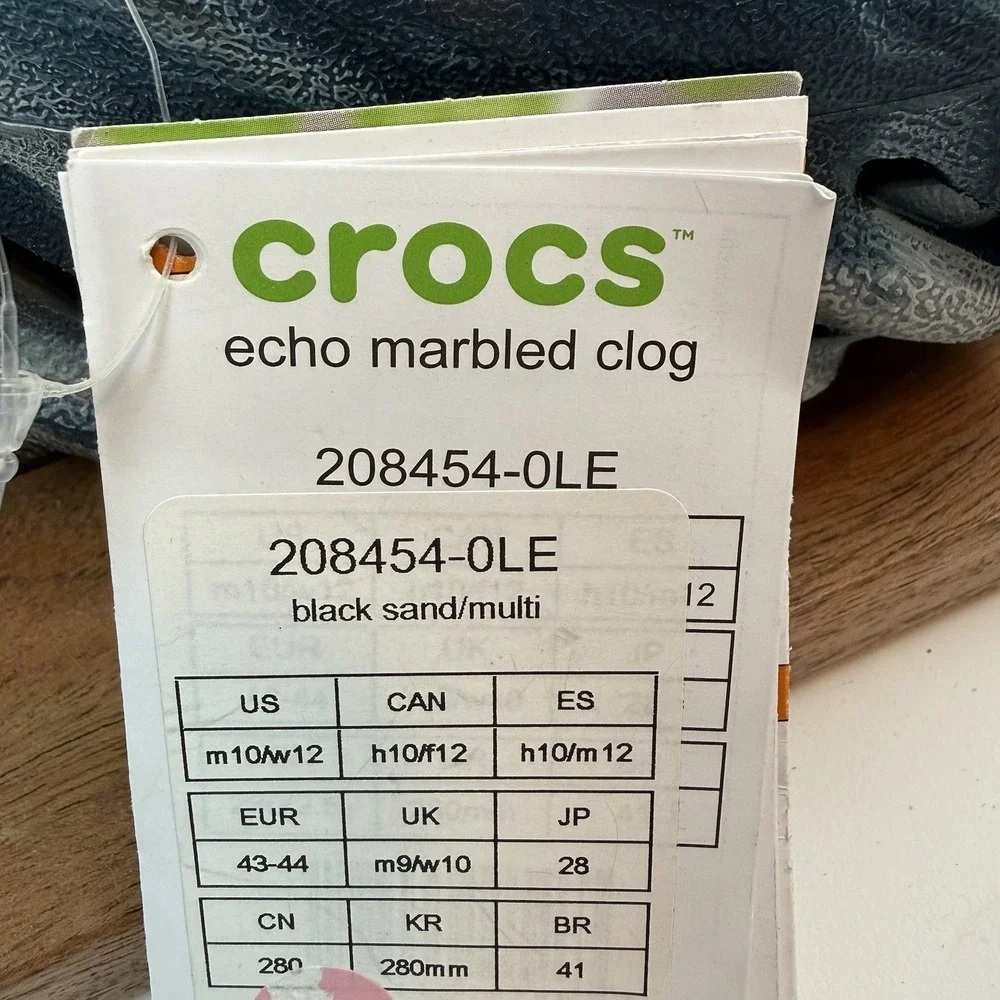 crocs™
echo marbled clog
208454-0LE
208454-0LE
black sand/multi
12
US CAN ES
m10/w12 h10/f12 h10/m12
EUR UK JP
43-44 m9/w10 28
CN KR BR
280 280mm 41